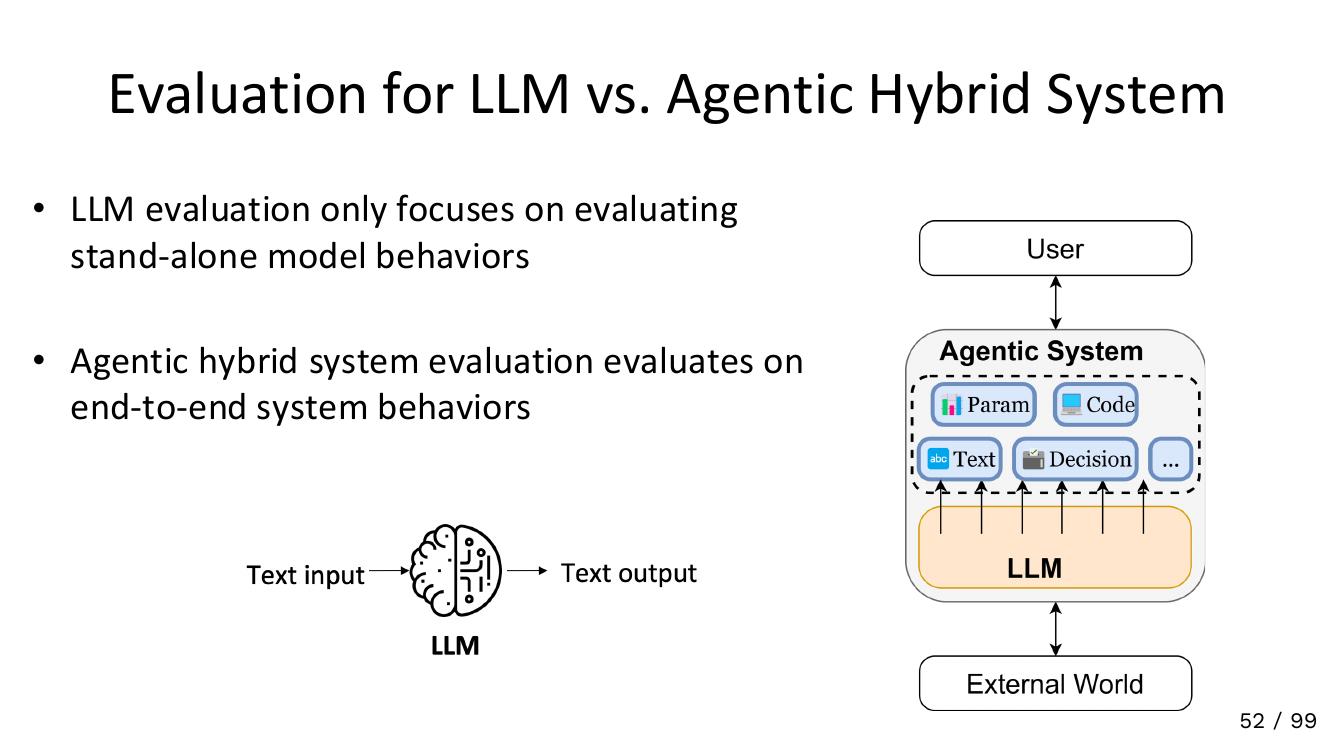 Evaluation for LLM vs. Agentic Hybrid System
• LLM evaluation only focuses on evaluating
stand-alone model behaviors
• Agentic hybrid system evaluation evaluates on
end-to-end system behaviors
Text input
Text output
LLM
User
Agentic System
Param
Code
abc
Text
Decision
...
LLM
External World
52 / 99